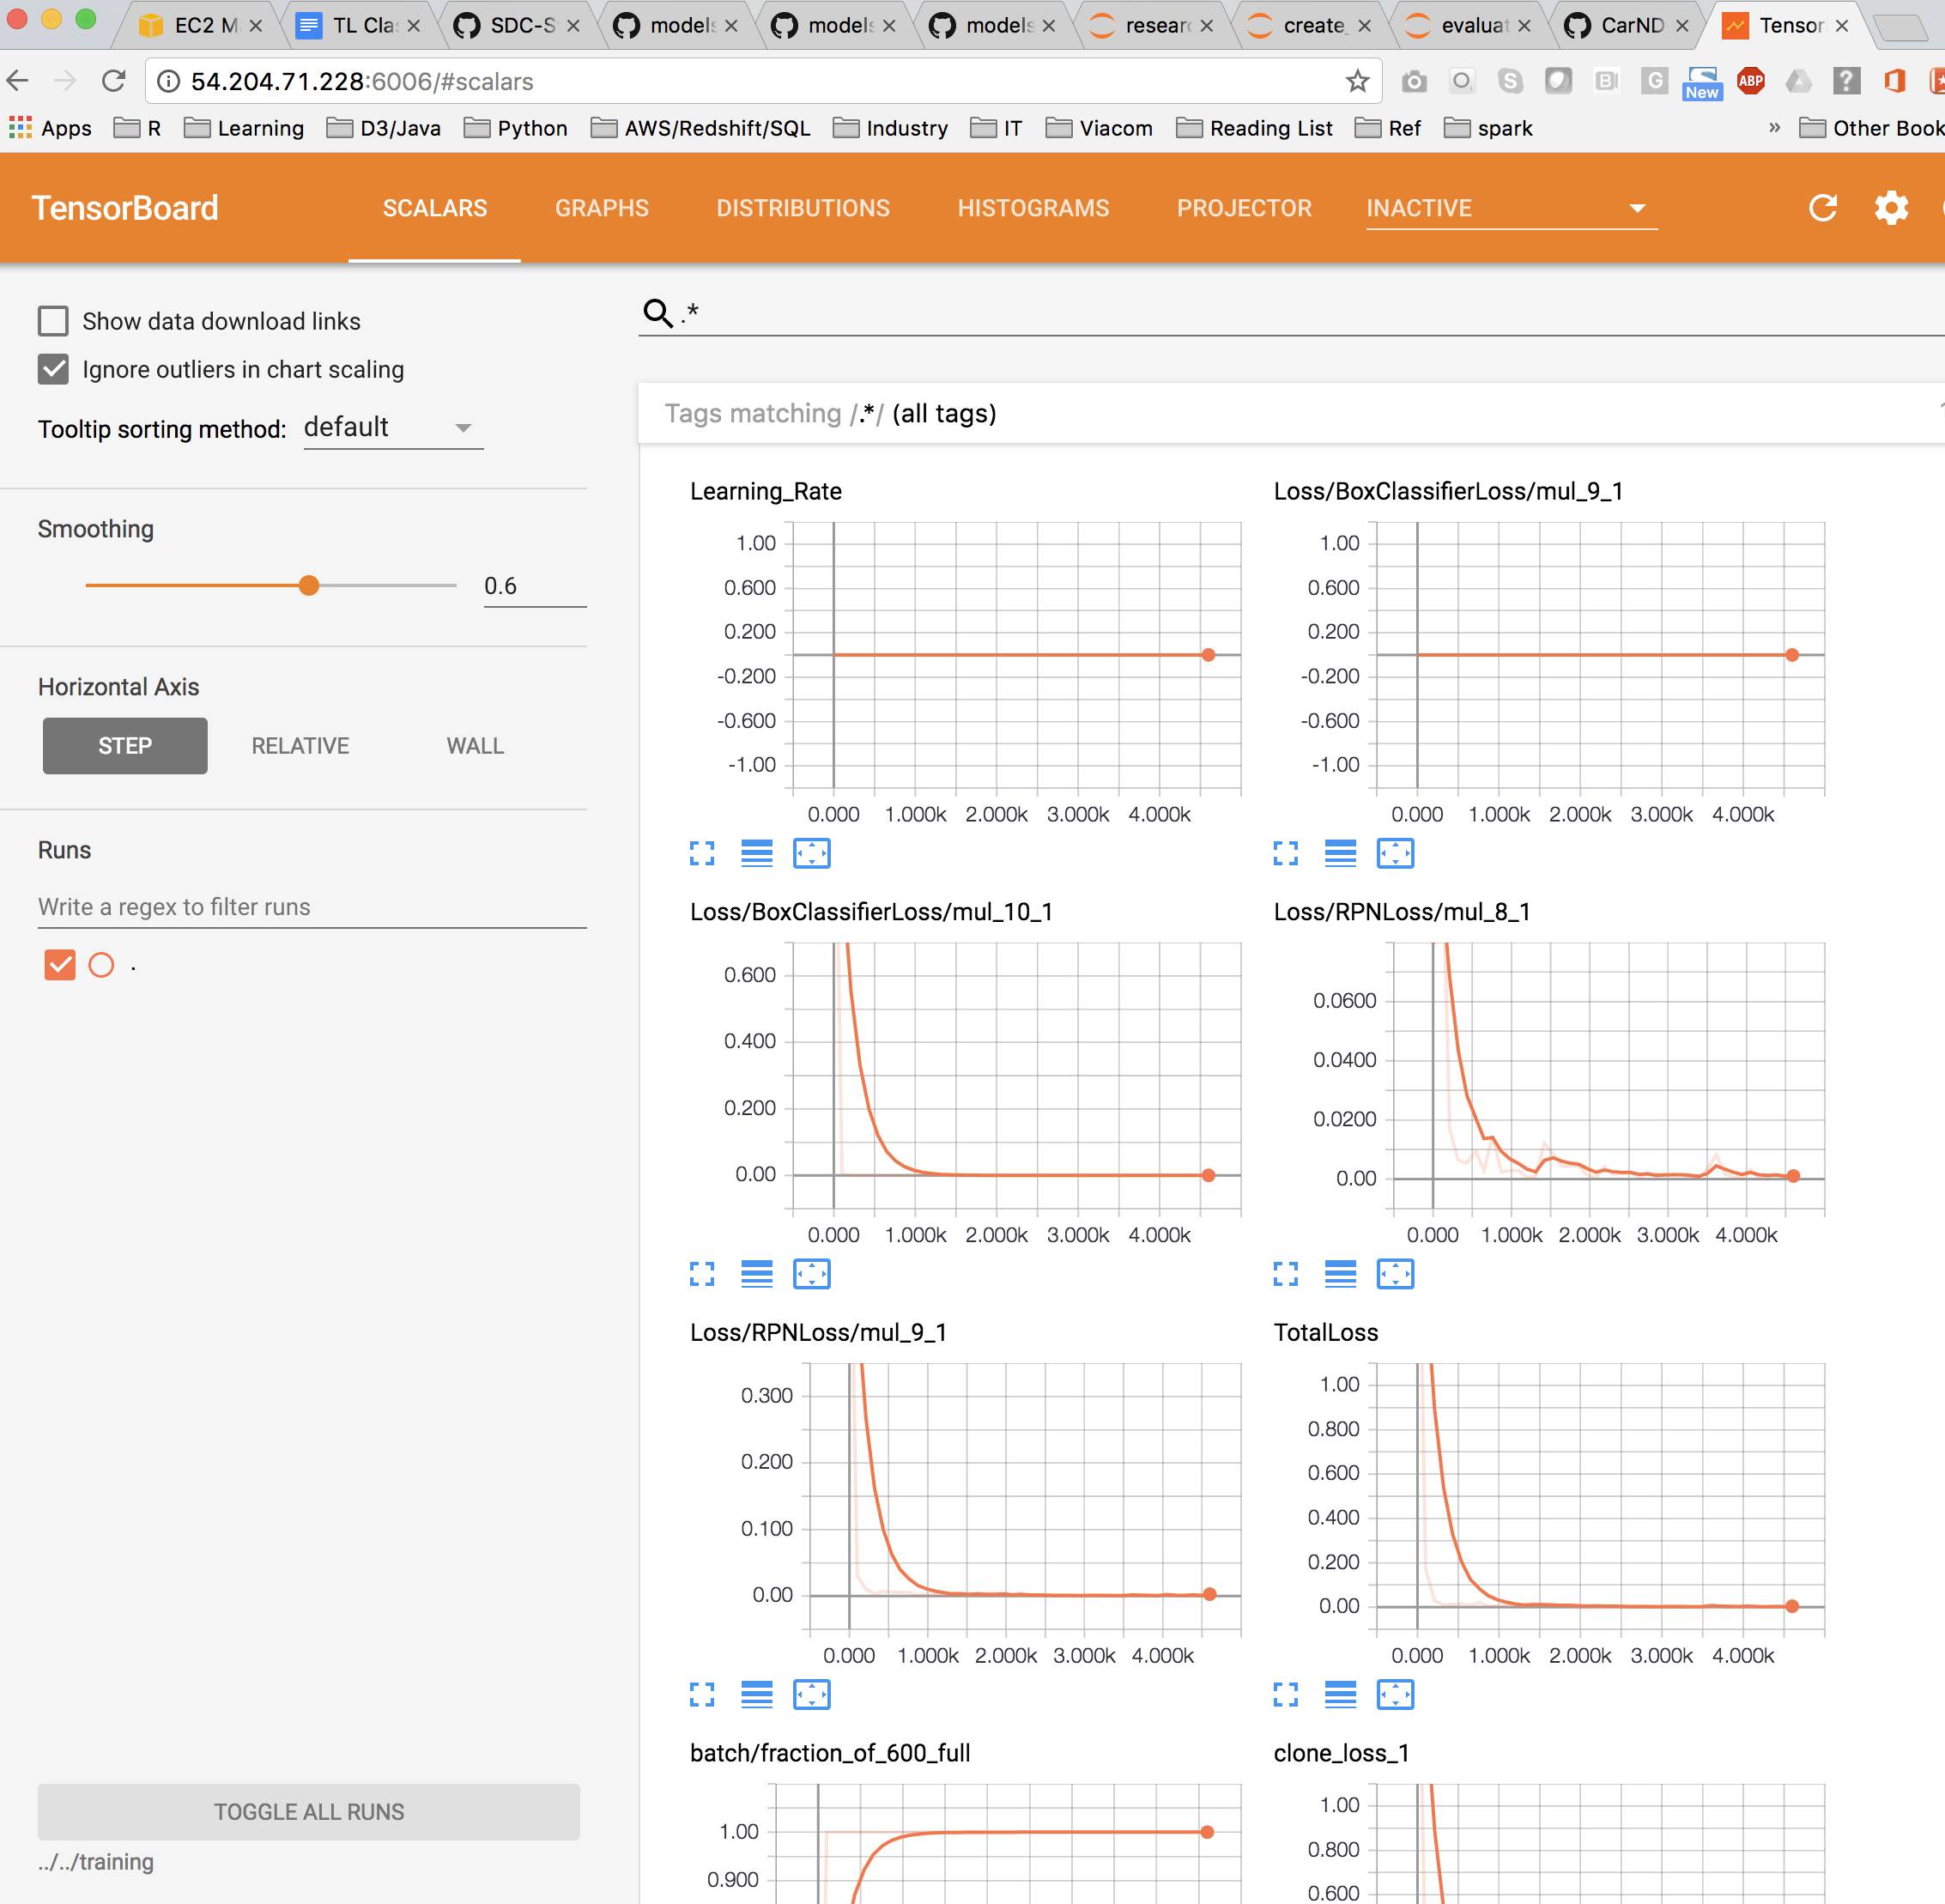 EC2 M
TL Cla
SDC-S
models
models
models
research
create_
evaluat
CarND
Tensor
54.204.71.228:6006/#scalars
New
ABP
Apps R Learning D3/Java Python AWS/Redshift/SQL Industry IT Viacom Reading List Ref spark » Other Book
TensorBoard
SCALARS GRAPHS DISTRIBUTIONS HISTOGRAMS PROJECTOR INACTIVE
Show data download links
Ignore outliers in chart scaling
Tooltip sorting method: default
Smoothing
0.6
Horizontal Axis
STEP RELATIVE WALL
Runs
Write a regex to filter runs
.
TOGGLE ALL RUNS
../../training
.*
Tags matching /.*/ (all tags)
Learning_Rate
1.00
0.600
0.200
-0.200
-0.600
-1.00
0.000 1.000k 2.000k 3.000k 4.000k
Loss/BoxClassifierLoss/mul_9_1
1.00
0.600
0.200
-0.200
-0.600
-1.00
0.000 1.000k 2.000k 3.000k 4.000k
Loss/BoxClassifierLoss/mul_10_1
0.600
0.400
0.200
0.00
0.000 1.000k 2.000k 3.000k 4.000k
Loss/RPNLoss/mul_8_1
0.0600
0.0400
0.0200
0.00
0.000 1.000k 2.000k 3.000k 4.000k
Loss/RPNLoss/mul_9_1
0.300
0.200
0.100
0.00
0.000 1.000k 2.000k 3.000k 4.000k
TotalLoss
1.00
0.800
0.600
0.400
0.200
0.00
0.000 1.000k 2.000k 3.000k 4.000k
batch/fraction_of_600_full
1.00
0.900
clone_loss_1
1.00
0.800
0.600